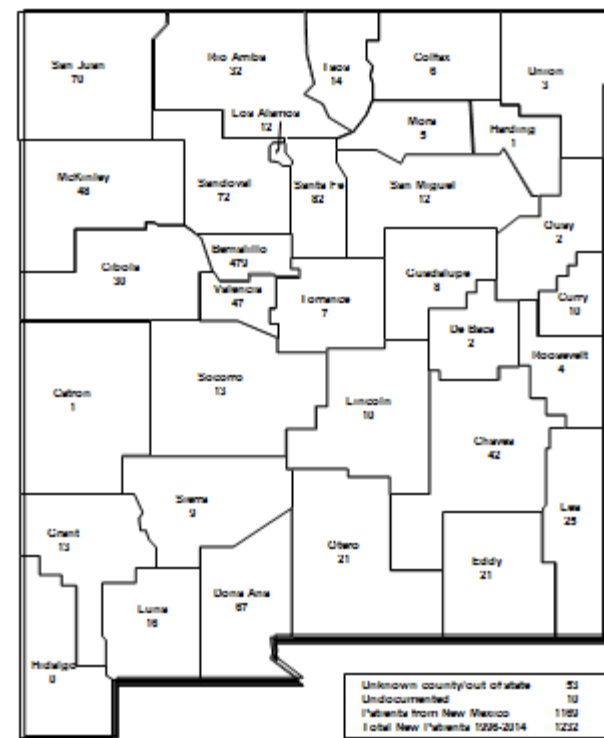 San Juan
70
Rio Arriba
32
Taos
14
Colfax
6
Union
3
Los Alamos
12
Mora
5
Harding
1
McKinley
48
Sandoval
72
Santa Fe
82
San Miguel
12
Quay
2
Bernalillo
479
Cibola
30
Valencia
47
Torrance
7
Guadalupe
8
Curry
10
De Baca
2
Roosevelt
4
Catron
1
Socorro
13
Lincoln
10
Chaves
42
Sierra
9
Lea
25
Grant
13
Otero
21
Eddy
21
Luna
16
Dona Ana
67
Hidalgo
0
Unknown county/out of state 53
Undocumented 10
Patients from New Mexico 1169
Total New Patients 1996-2014 1232